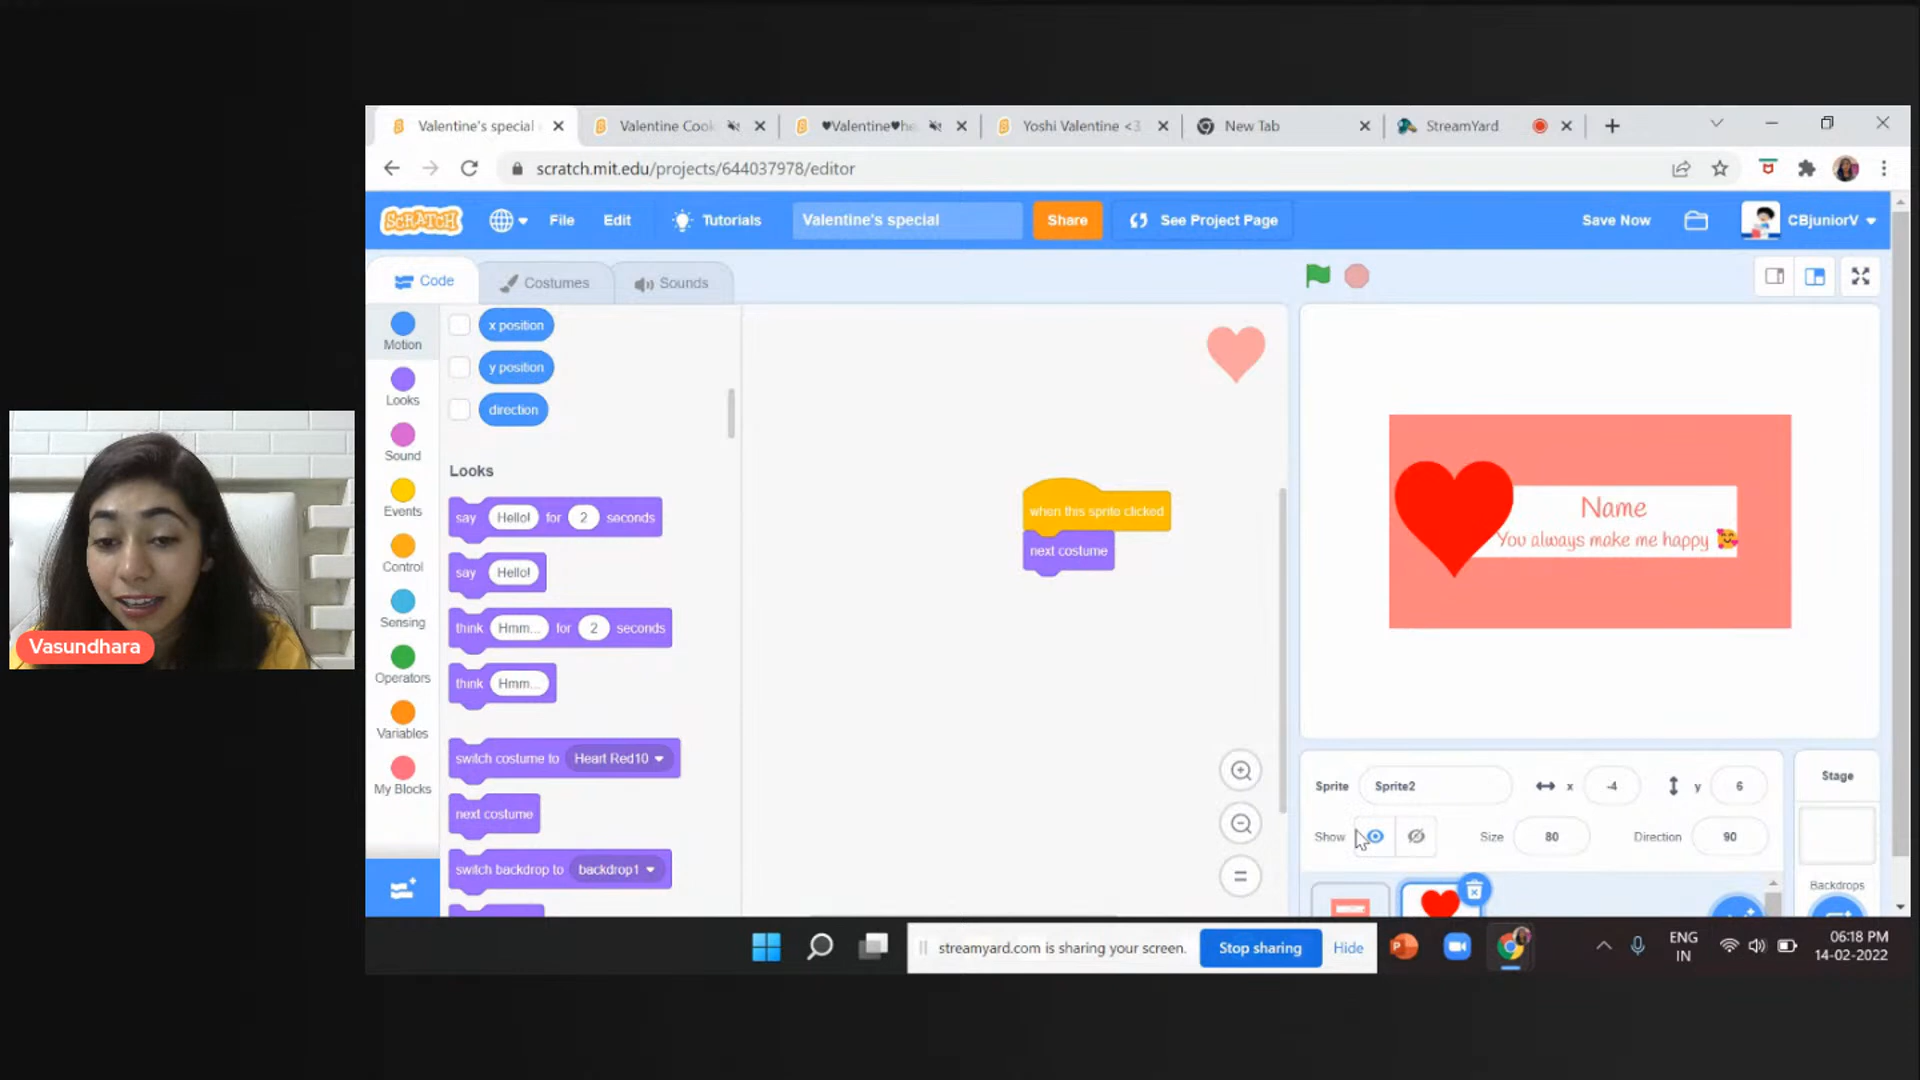 Valentine's special
Valentine Cook
♥Valentine♥he
Yoshi Valentine <3
New Tab
StreamYard
scratch.mit.edu/projects/644037978/editor
SCRATCH
File
Edit
Tutorials
Valentine's special
Share
See Project Page
Save Now
CBjuniorV
Code
Costumes
Sounds
Motion
Looks
Sound
Events
Control
Sensing
Operators
Variables
My Blocks
x position
y position
direction
Looks
say Hello! for 2 seconds
say Hello!
think Hmm... for 2 seconds
think Hmm...
switch costume to Heart Red10
next costume
switch backdrop to backdrop1
when this sprite clicked
next costume
Name
You always make me happy 🥰
Sprite Sprite2 x -4 y 6
Show Size 80 Direction 90
Stage
Backdrops
Vasundhara
streamyard.com is sharing your screen.
Stop sharing
Hide
ENG
IN
06:18 PM
14-02-2022